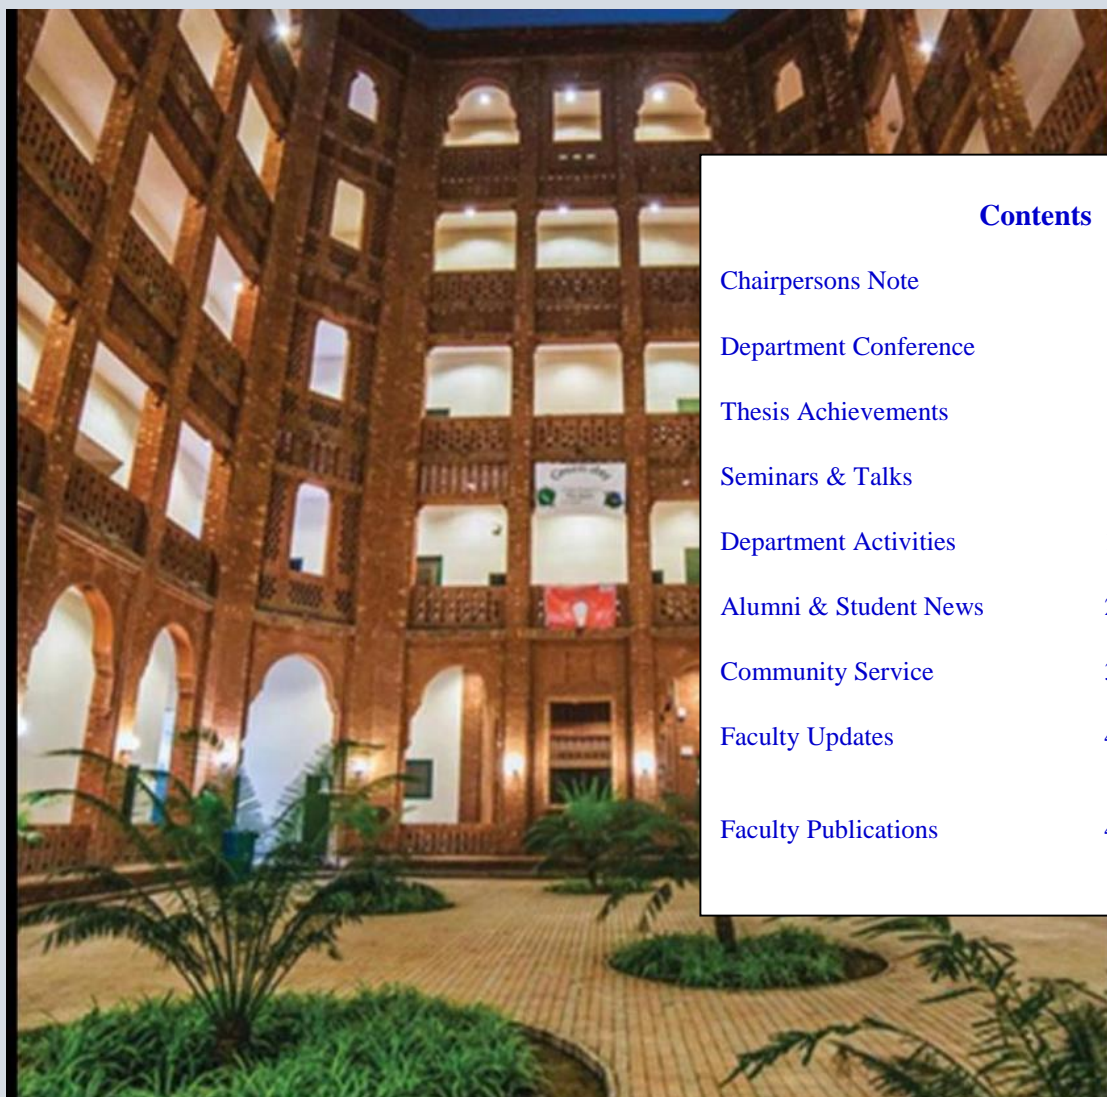 Contents
Chairpersons Note
Department Conference
Thesis Achievements
Seminars & Talks
Department Activities
Alumni & Student News
Community Service
Faculty Updates
Faculty Publications